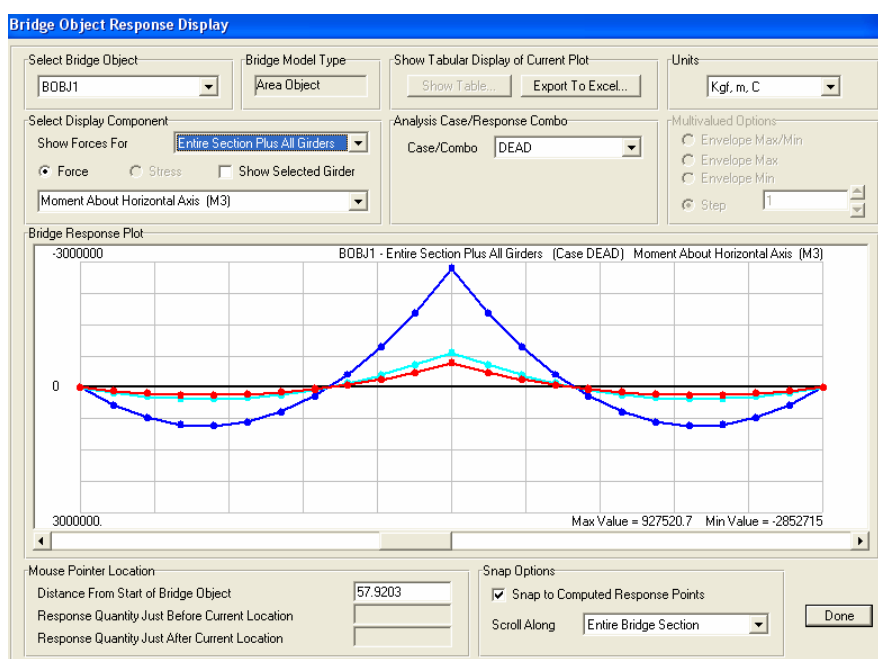 Bridge Object Response Display
Select Bridge Object
BOBJ1
Bridge Model Type
Area Object
Show Tabular Display of Current Plot
Show Table...
Export To Excel...
Units
Kgf, m, C
Select Display Component
Show Forces For
Entire Section Plus All Girders
Force
Stress
Show Selected Girder
Moment About Horizontal Axis (M3)
Analysis Case/Response Combo
Case/Combo
DEAD
Multivalued Options
Envelope Max/Min
Envelope Max
Envelope Min
Step
1
Bridge Response Plot
-3000000
BOBJ1 - Entire Section Plus All Girders (Case DEAD) Moment About Horizontal Axis (M3)
0
3000000.
Max Value = 927520.7 Min Value = -2852715
Mouse Pointer Location
Distance From Start of Bridge Object
57.9203
Response Quantity Just Before Current Location
Response Quantity Just After Current Location
Snap Options
Snap to Computed Response Points
Scroll Along
Entire Bridge Section
Done